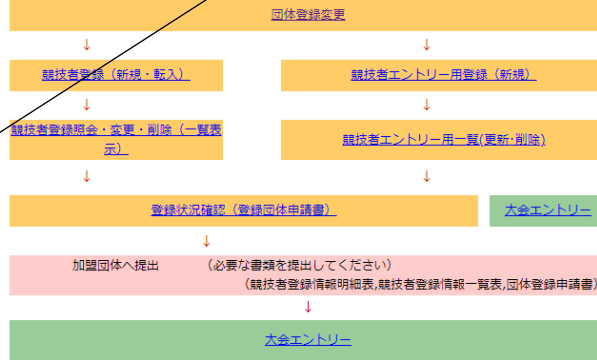 団体登録変更
↓ ↓
競技者登録（新規・転入） 競技者エントリー用登録（新規）
↓ ↓
競技者登録照会・変更・削除（一覧表
示） 競技者エントリー用一覧(更新･削除)
↓ ↓
登録状況確認（登録団体申請書） 大会エントリー
↓
加盟団体へ提出 （必要な書類を提出してください）
（競技者登録情報明細表,競技者登録情報一覧表,団体登録申請書）
↓
大会エントリー